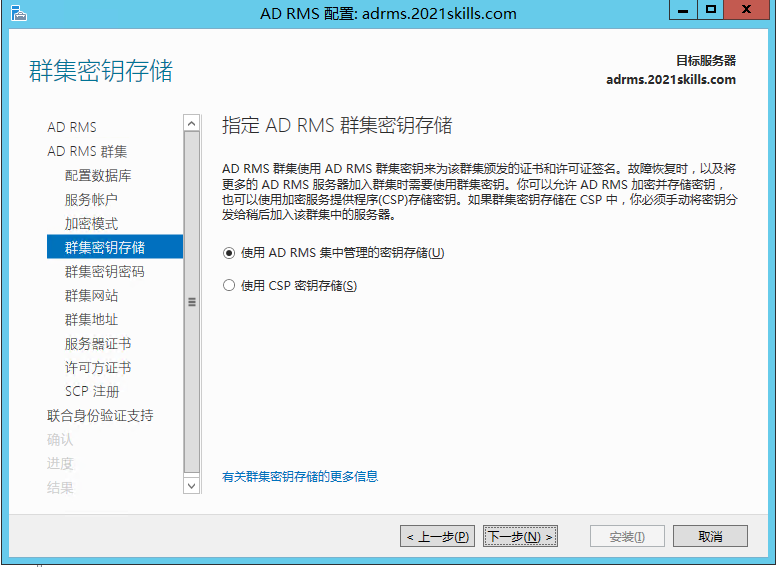 AD RMS 配置: adrms.2021skills.com
群集密钥存储
目标服务器
adrms.2021skills.com
AD RMS
AD RMS 群集
配置数据库
服务帐户
加密模式
群集密钥存储
群集密钥密码
群集网站
群集地址
服务器证书
许可方证书
SCP 注册
联合身份验证支持
确认
进度
结果
指定 AD RMS 群集密钥存储
AD RMS 群集使用 AD RMS 群集密钥来为该群集颁发的证书和许可证签名。故障恢复时，以及将
更多的 AD RMS 服务器加入群集时需要使用群集密钥。你可以允许 AD RMS 加密并存储密钥，
也可以使用加密服务提供程序(CSP)存储密钥。如果群集密钥存储在 CSP 中，你必须手动将密钥分
发给稍后加入该群集中的服务器。
使用 AD RMS 集中管理的密钥存储(U)
使用 CSP 密钥存储(S)
有关群集密钥存储的更多信息
< 上一步(P)
下一步(N) >
安装(I)
取消